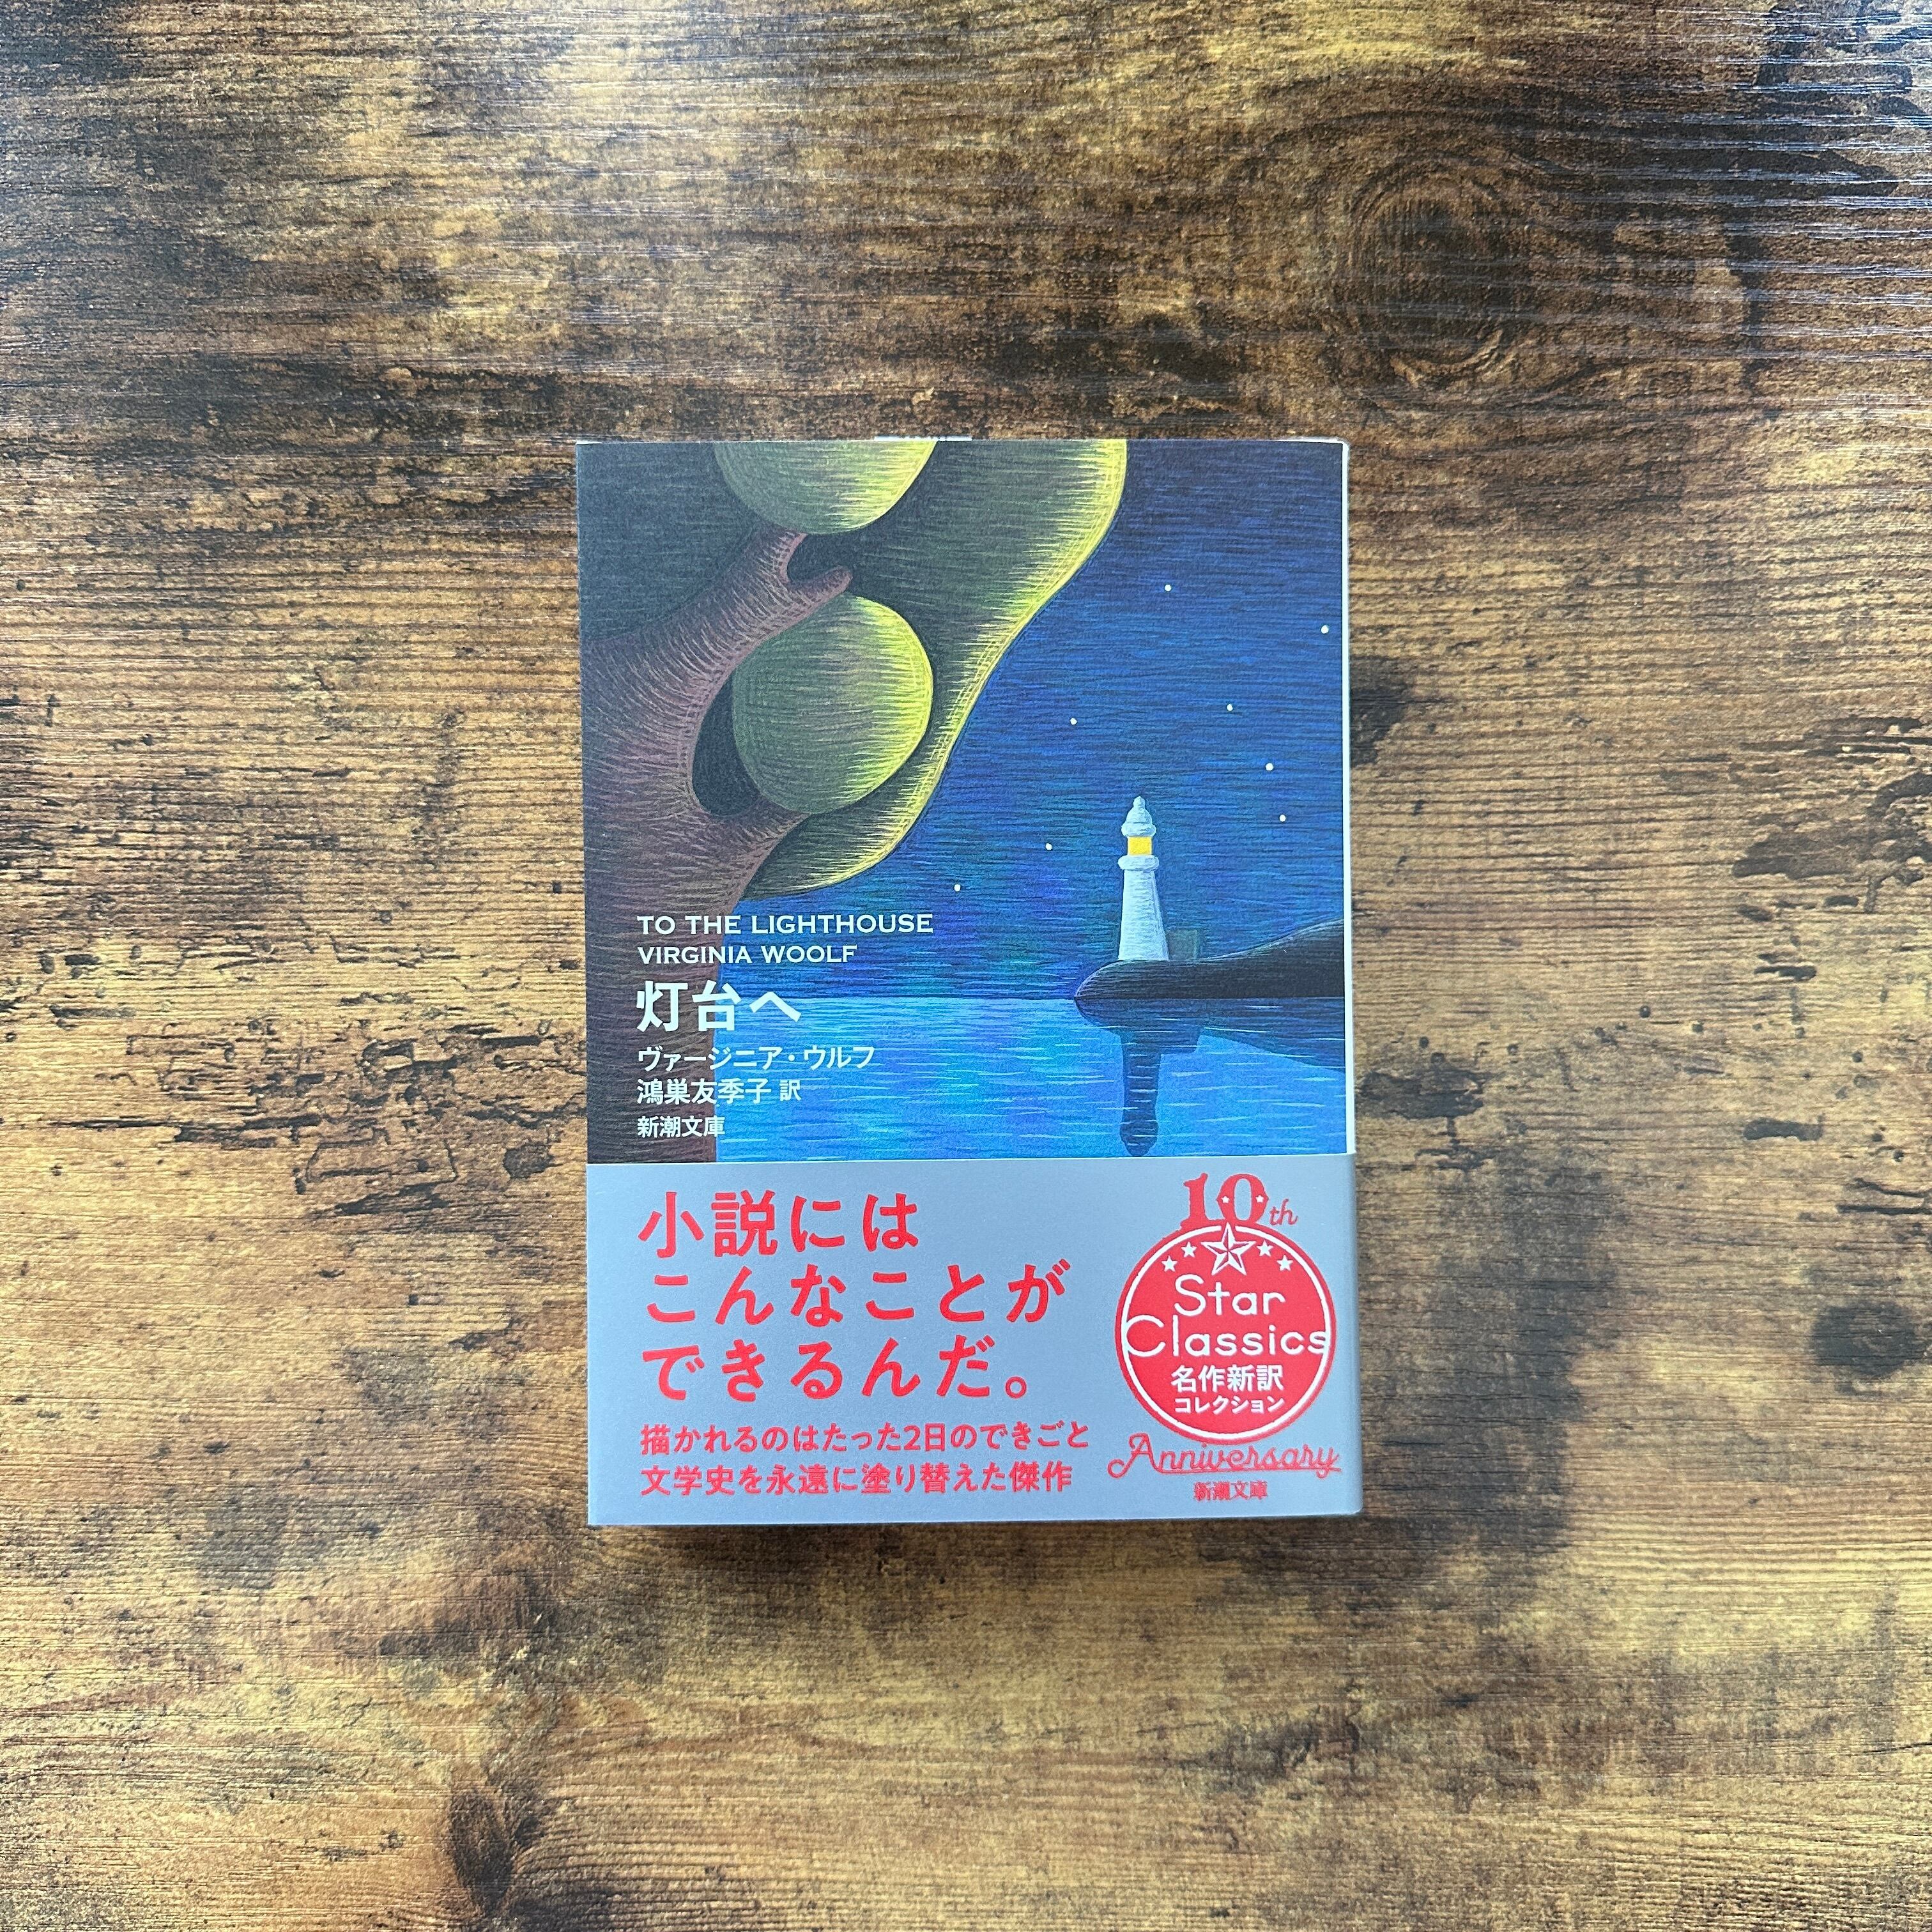 TO THE LIGHTHOUSE
VIRGINIA WOOLF
灯台へ
ヴァージニア・ウルフ
鴻巣友季子 訳
新潮文庫
小説には
こんなことが
できるんだ。
描かれるのはたった2日のできごと
文学史を永遠に塗り替えた傑作
10th
Star
Classics
名作新訳
コレクション
Anniversary
新潮文庫